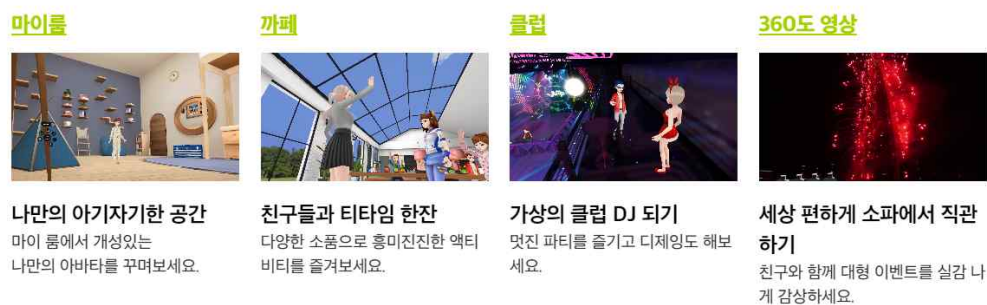 마이룸
나만의 아기자기한 공간
마이 룸에서 개성있는
나만의 아바타를 꾸며보세요.
까페
친구들과 티타임 한잔
다양한 소품으로 흥미진진한 액티
비티를 즐겨보세요.
클럽
가상의 클럽 DJ 되기
멋진 파티를 즐기고 디제잉도 해보
세요.
360도 영상
세상 편하게 소파에서 직관
하기
친구와 함께 대형 이벤트를 실감 나
게 감상하세요.